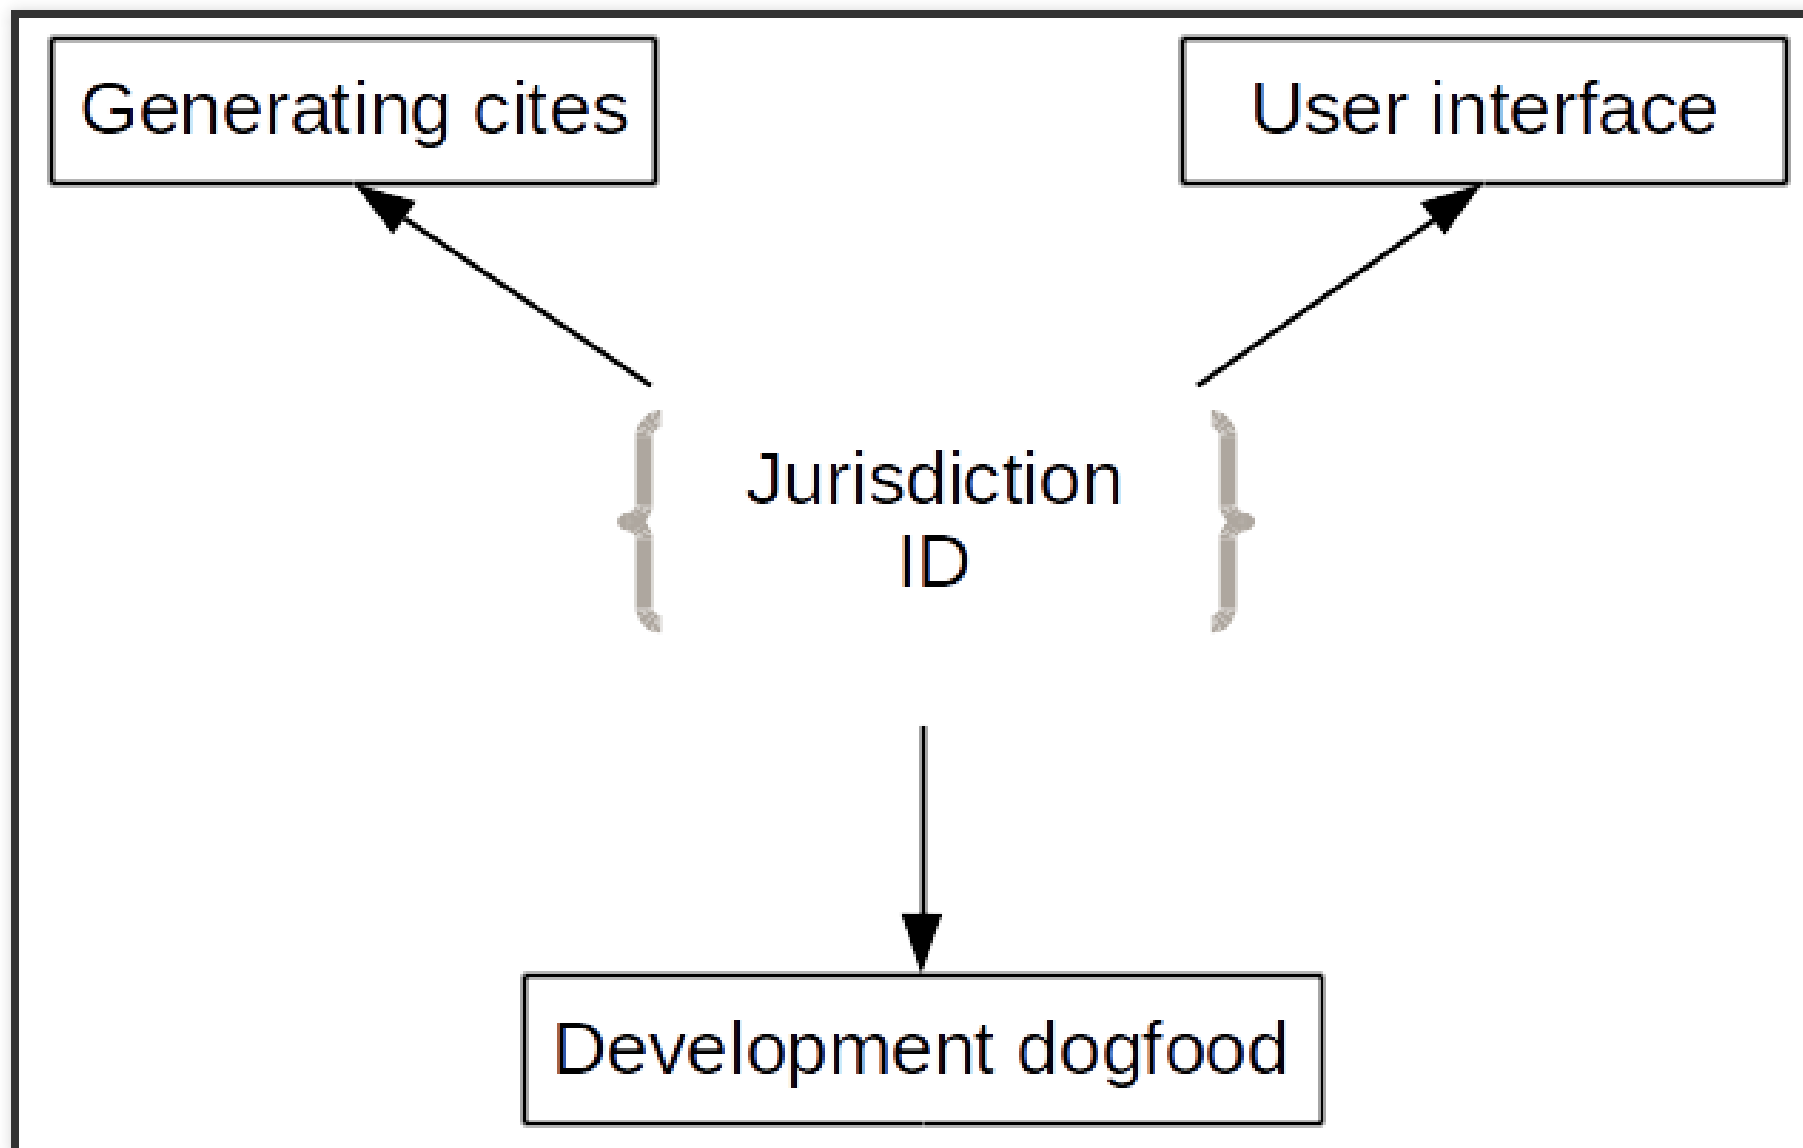 Generating cites
User interface
Jurisdiction
ID
Development dogfood